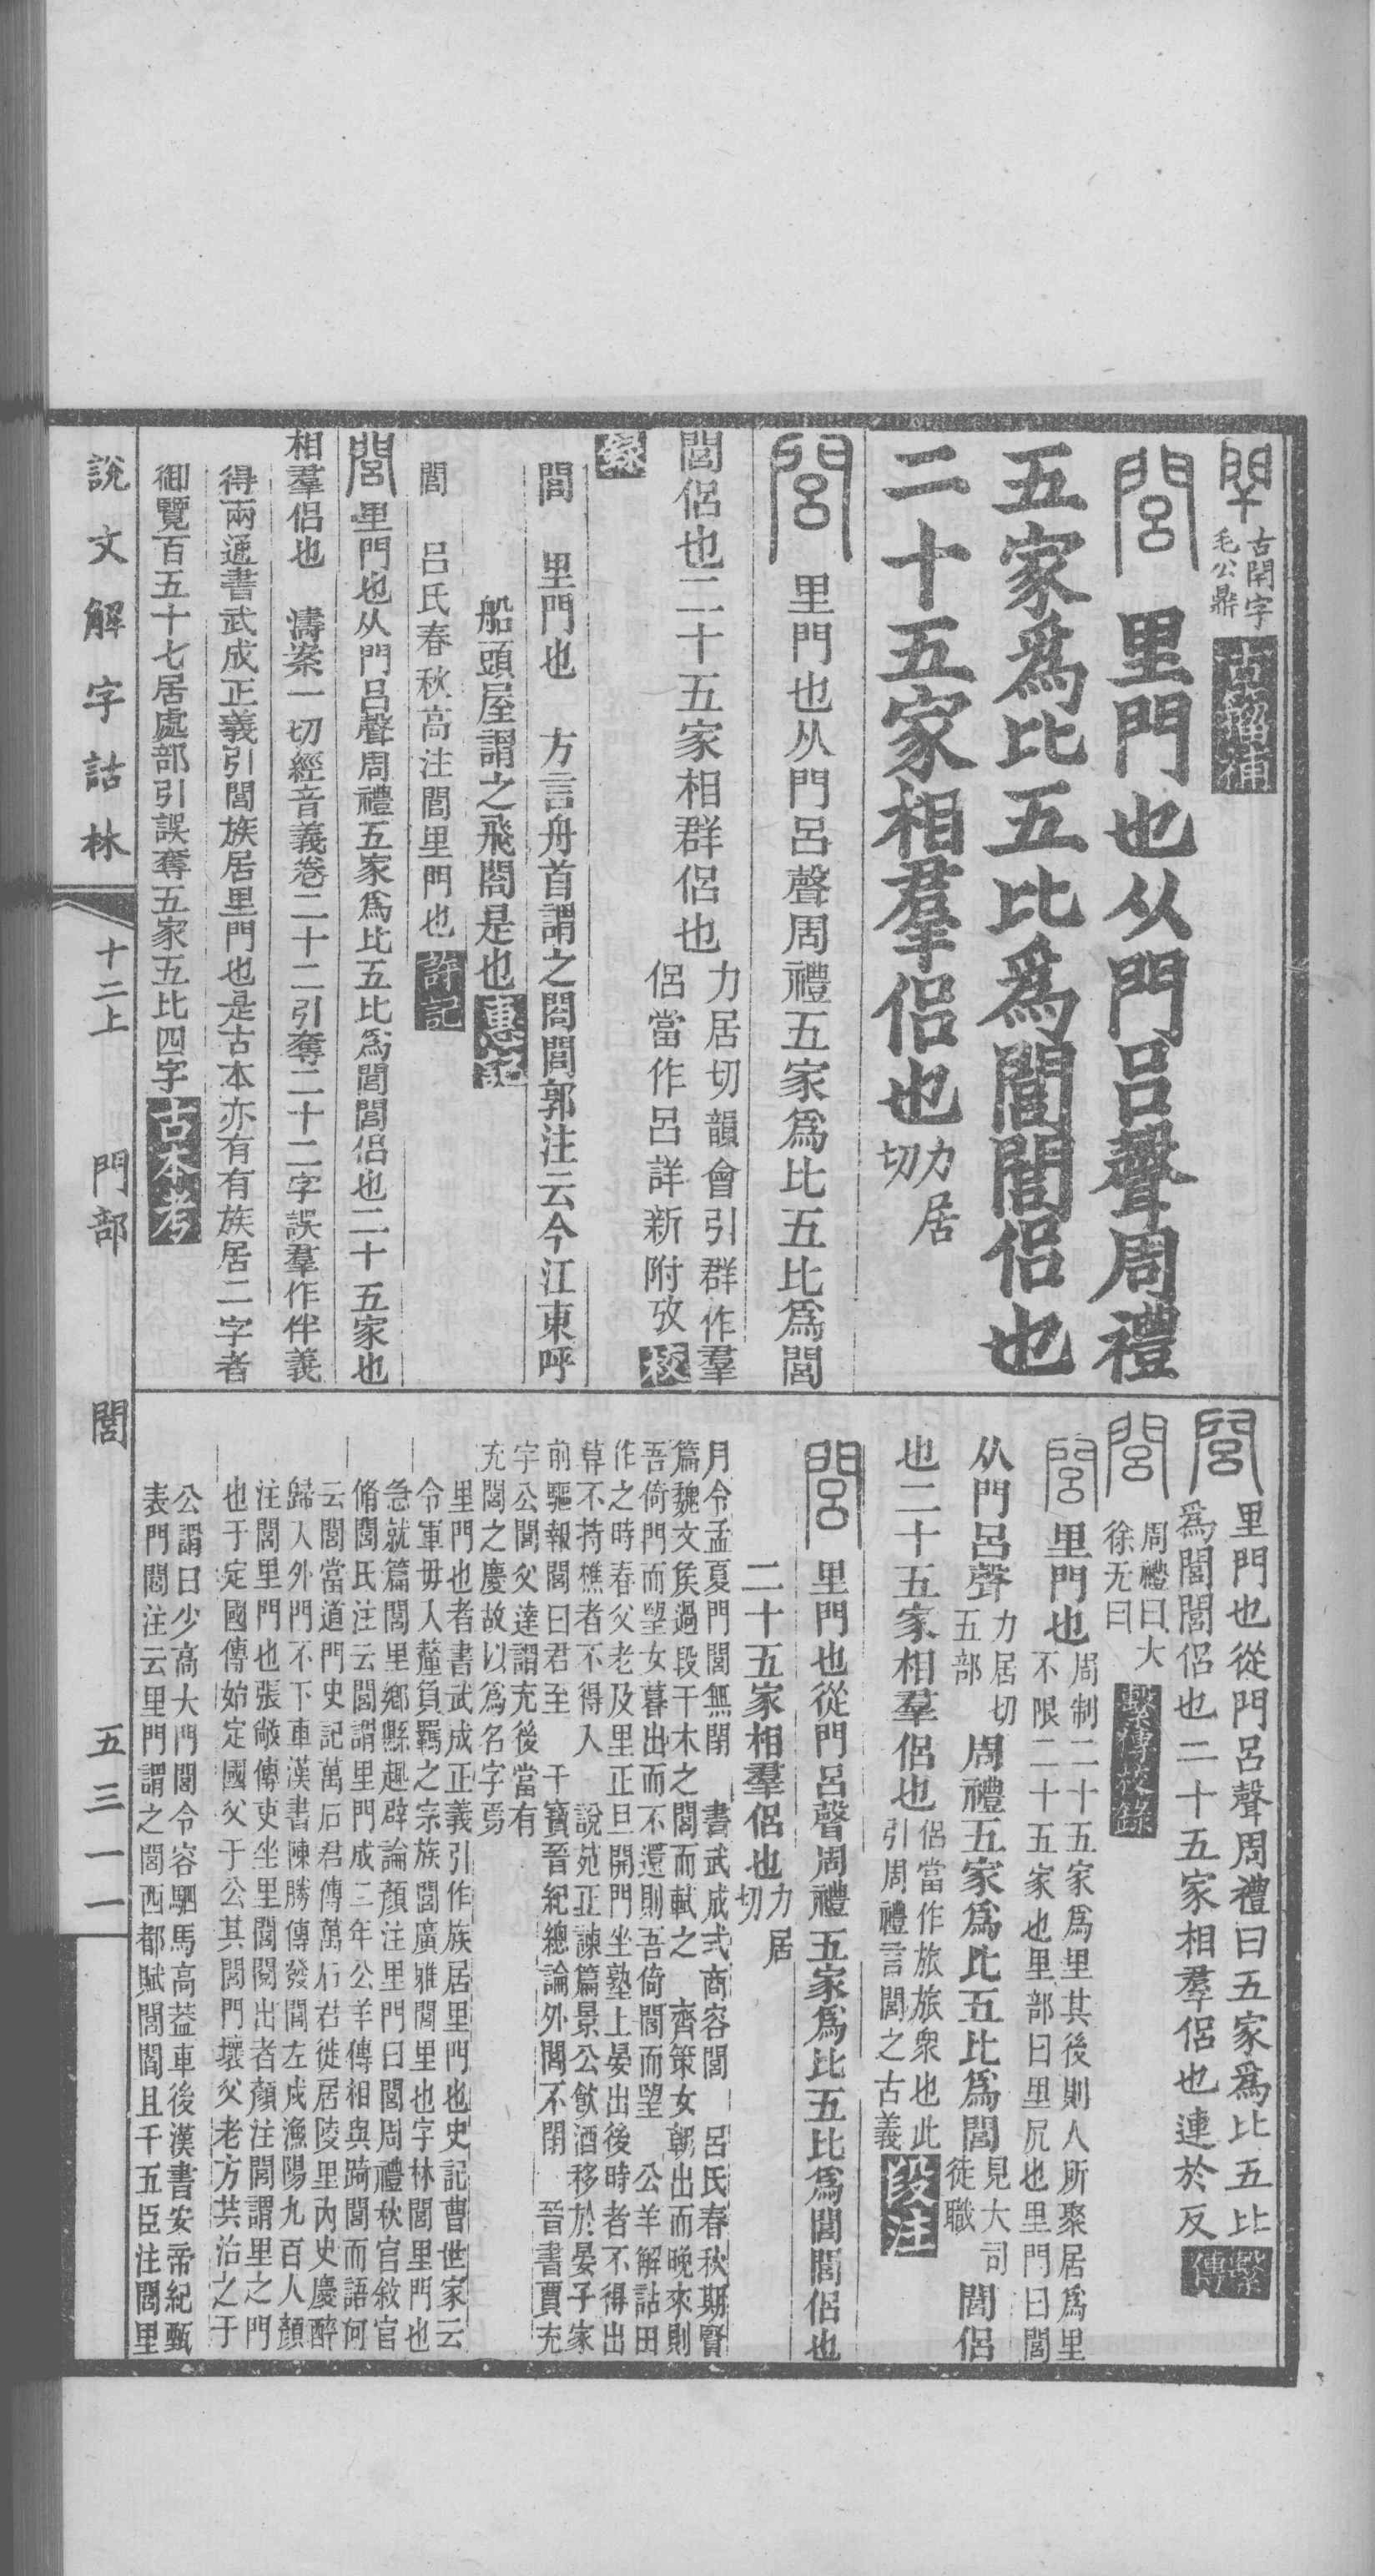 古閈字
毛公鼎
古籀補
閭 里門也从門呂聲周禮
五家爲比五比爲閭閭侶也
二十五家相羣侶也力居
切
閭 里門也从門呂聲周禮五家爲比五比爲閭
閭侶也二十五家相群侶也力居切韻會引群作羣
侶當作呂詳新附攷 校
錄
閭 里門也 方言舟首謂之閤閭郭注云今江東呼
船頭屋謂之飛閭是也 惠記
閭 呂氏春秋高注閭里門也 許記
閭里門也从門呂聲周禮五家爲比五比爲閭閭侶也二十五家也
相羣侶也 濤案一切經音義卷二十二引奪二十二字誤羣作伴義
得兩通書武成正義引閭族居里門也是古本亦有有族居二字者
御覽百五十七居處部引誤奪五家五比四字 古本考
閭 里門也從門呂聲周禮曰五家爲比五比
爲閭閭侶也二十五家相羣侶也連於反 繫
傳
閭 周禮曰大
徐无曰 繫傳校錄
閭 里門也周制二十五家爲里其後則人所聚居爲里
不限二十五家也里部曰里凥也里門曰閭
从門呂聲力居切
五部 周禮五家爲比五比爲閭見大司
徒職 閭侶
也二十五家相羣侶也侶當作旅旅衆也此
引周禮言閭之古義 段注
閭 里門也從門呂聲周禮五家爲比五比爲閭閭侶也
二十五家相羣侶也力居
切
月令孟夏門閭無閉 書武成式商容閭 呂氏春秋期賢
篇魏文矦過段干木之閭而軾之 齊策女朝出而晚來則
吾倚門而望女暮出而不還則吾倚閭而望 公羊解詁田
作之時春父老及里正旦開門坐塾上晏出後時者不得出
莫不持樵者不得入 說苑正諫篇景公飲酒移於晏子家
前驅報閭曰君至 干寶晉紀總論外閭不閉 晉書賈充
字公閭父逵謂充後當有
充閭之慶故以爲名字焉
里門也者書武成正義引作族居里門也史記曹世家云
令軍毋入釐負羈之宗族閭廣雅閭里也字林閭里門也
急就篇閭里鄉縣趣辟論顏注里門曰閭周禮秋官敘官
脩閭氏注云閭謂里門成二年公羊傳相與踦閭而語何
云閭當道門史記萬石君傳萬石君徙居陵里內史慶醉
歸入外門不下車漢書陳勝傳發閭左戍漁陽九百人顏
注閭里門也張敞傳吏坐里閭閱出者顏注閭謂里之門
也于定國傳始定國父于公其閭門壞父老方共治之于
公謂曰少高大門閭令容駟馬高葢車後漢書安帝紀甄
表門閭注云里門謂之閭西都賦閭閻且千五臣注閭里
說文解字詁林
十二上 門部 閭
五三一一